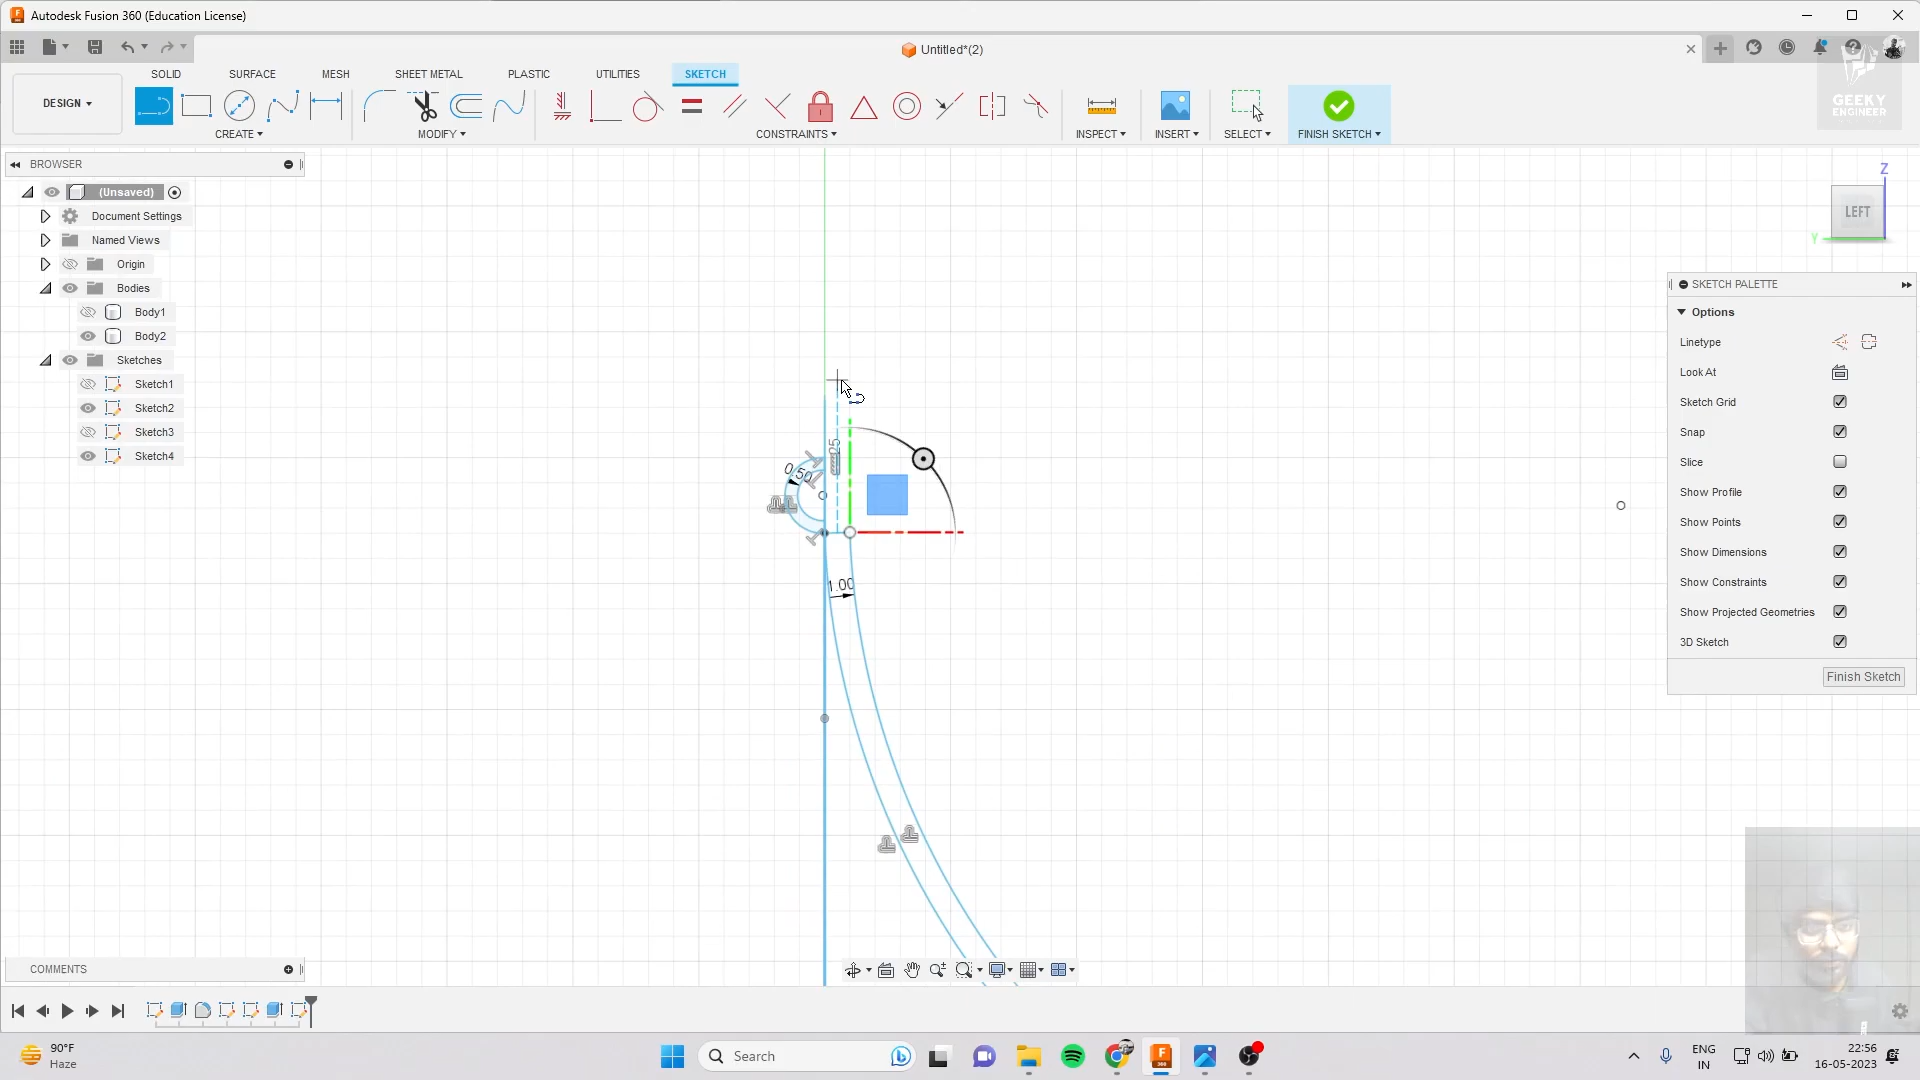 Autodesk Fusion 360 (Education License)
Untitled*(2)
SOLID SURFACE MESH SHEET METAL PLASTIC UTILITIES SKETCH
DESIGN
CREATE MODIFY CONSTRAINTS INSPECT INSERT SELECT FINISH SKETCH
GEEKY
ENGINEER
BROWSER
(Unsaved)
Document Settings
Named Views
Origin
Bodies
Body1
Body2
Sketches
Sketch1
Sketch2
Sketch3
Sketch4
Z
LEFT
Y
SKETCH PALETTE
Options
Linetype
Look At
Sketch Grid
Snap
Slice
Show Profile
Show Points
Show Dimensions
Show Constraints
Show Projected Geometries
3D Sketch
Finish Sketch
0.50
1.00
COMMENTS
90°F
Haze
Search
F
360
ENG
IN
22:56
16-05-2023